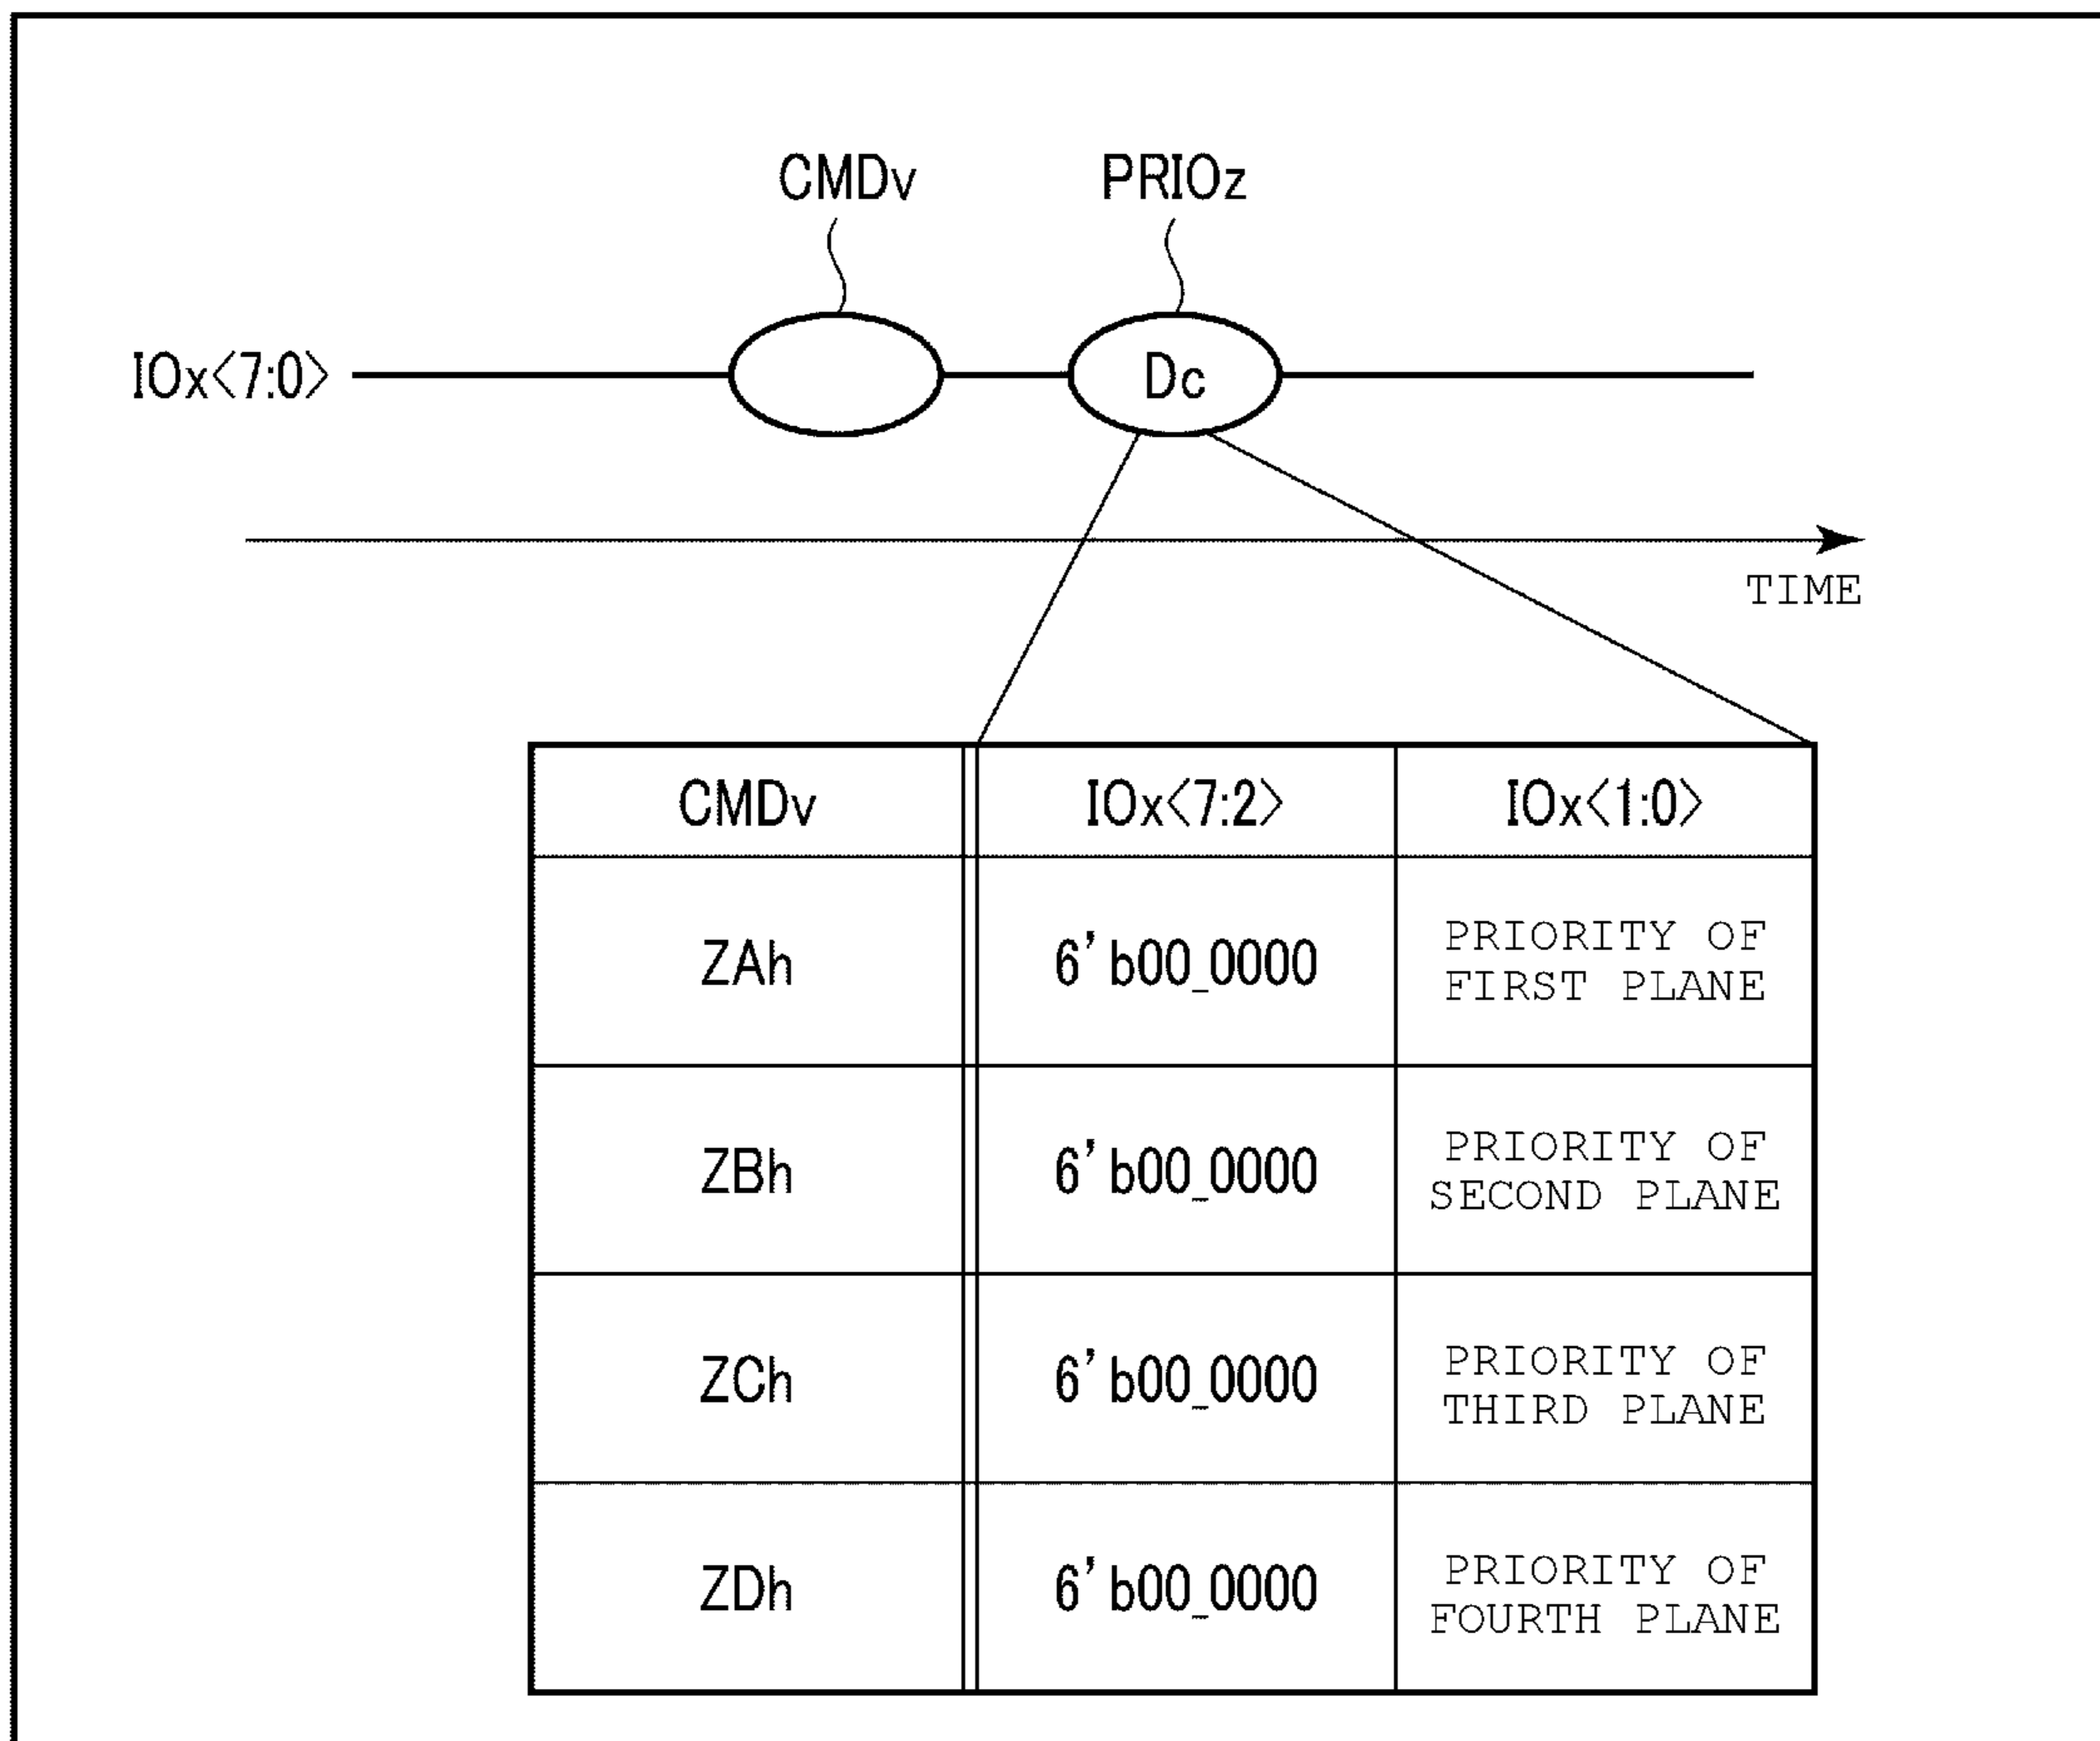 CMDv PRIOz
IOx<7:0> Dc
TIME
CMDv IOx<7:2> IOx<1:0>
ZAh 6'b00_0000 PRIORITY OF
FIRST PLANE
ZBh 6'b00_0000 PRIORITY OF
SECOND PLANE
ZCh 6'b00_0000 PRIORITY OF
THIRD PLANE
ZDh 6'b00_0000 PRIORITY OF
FOURTH PLANE